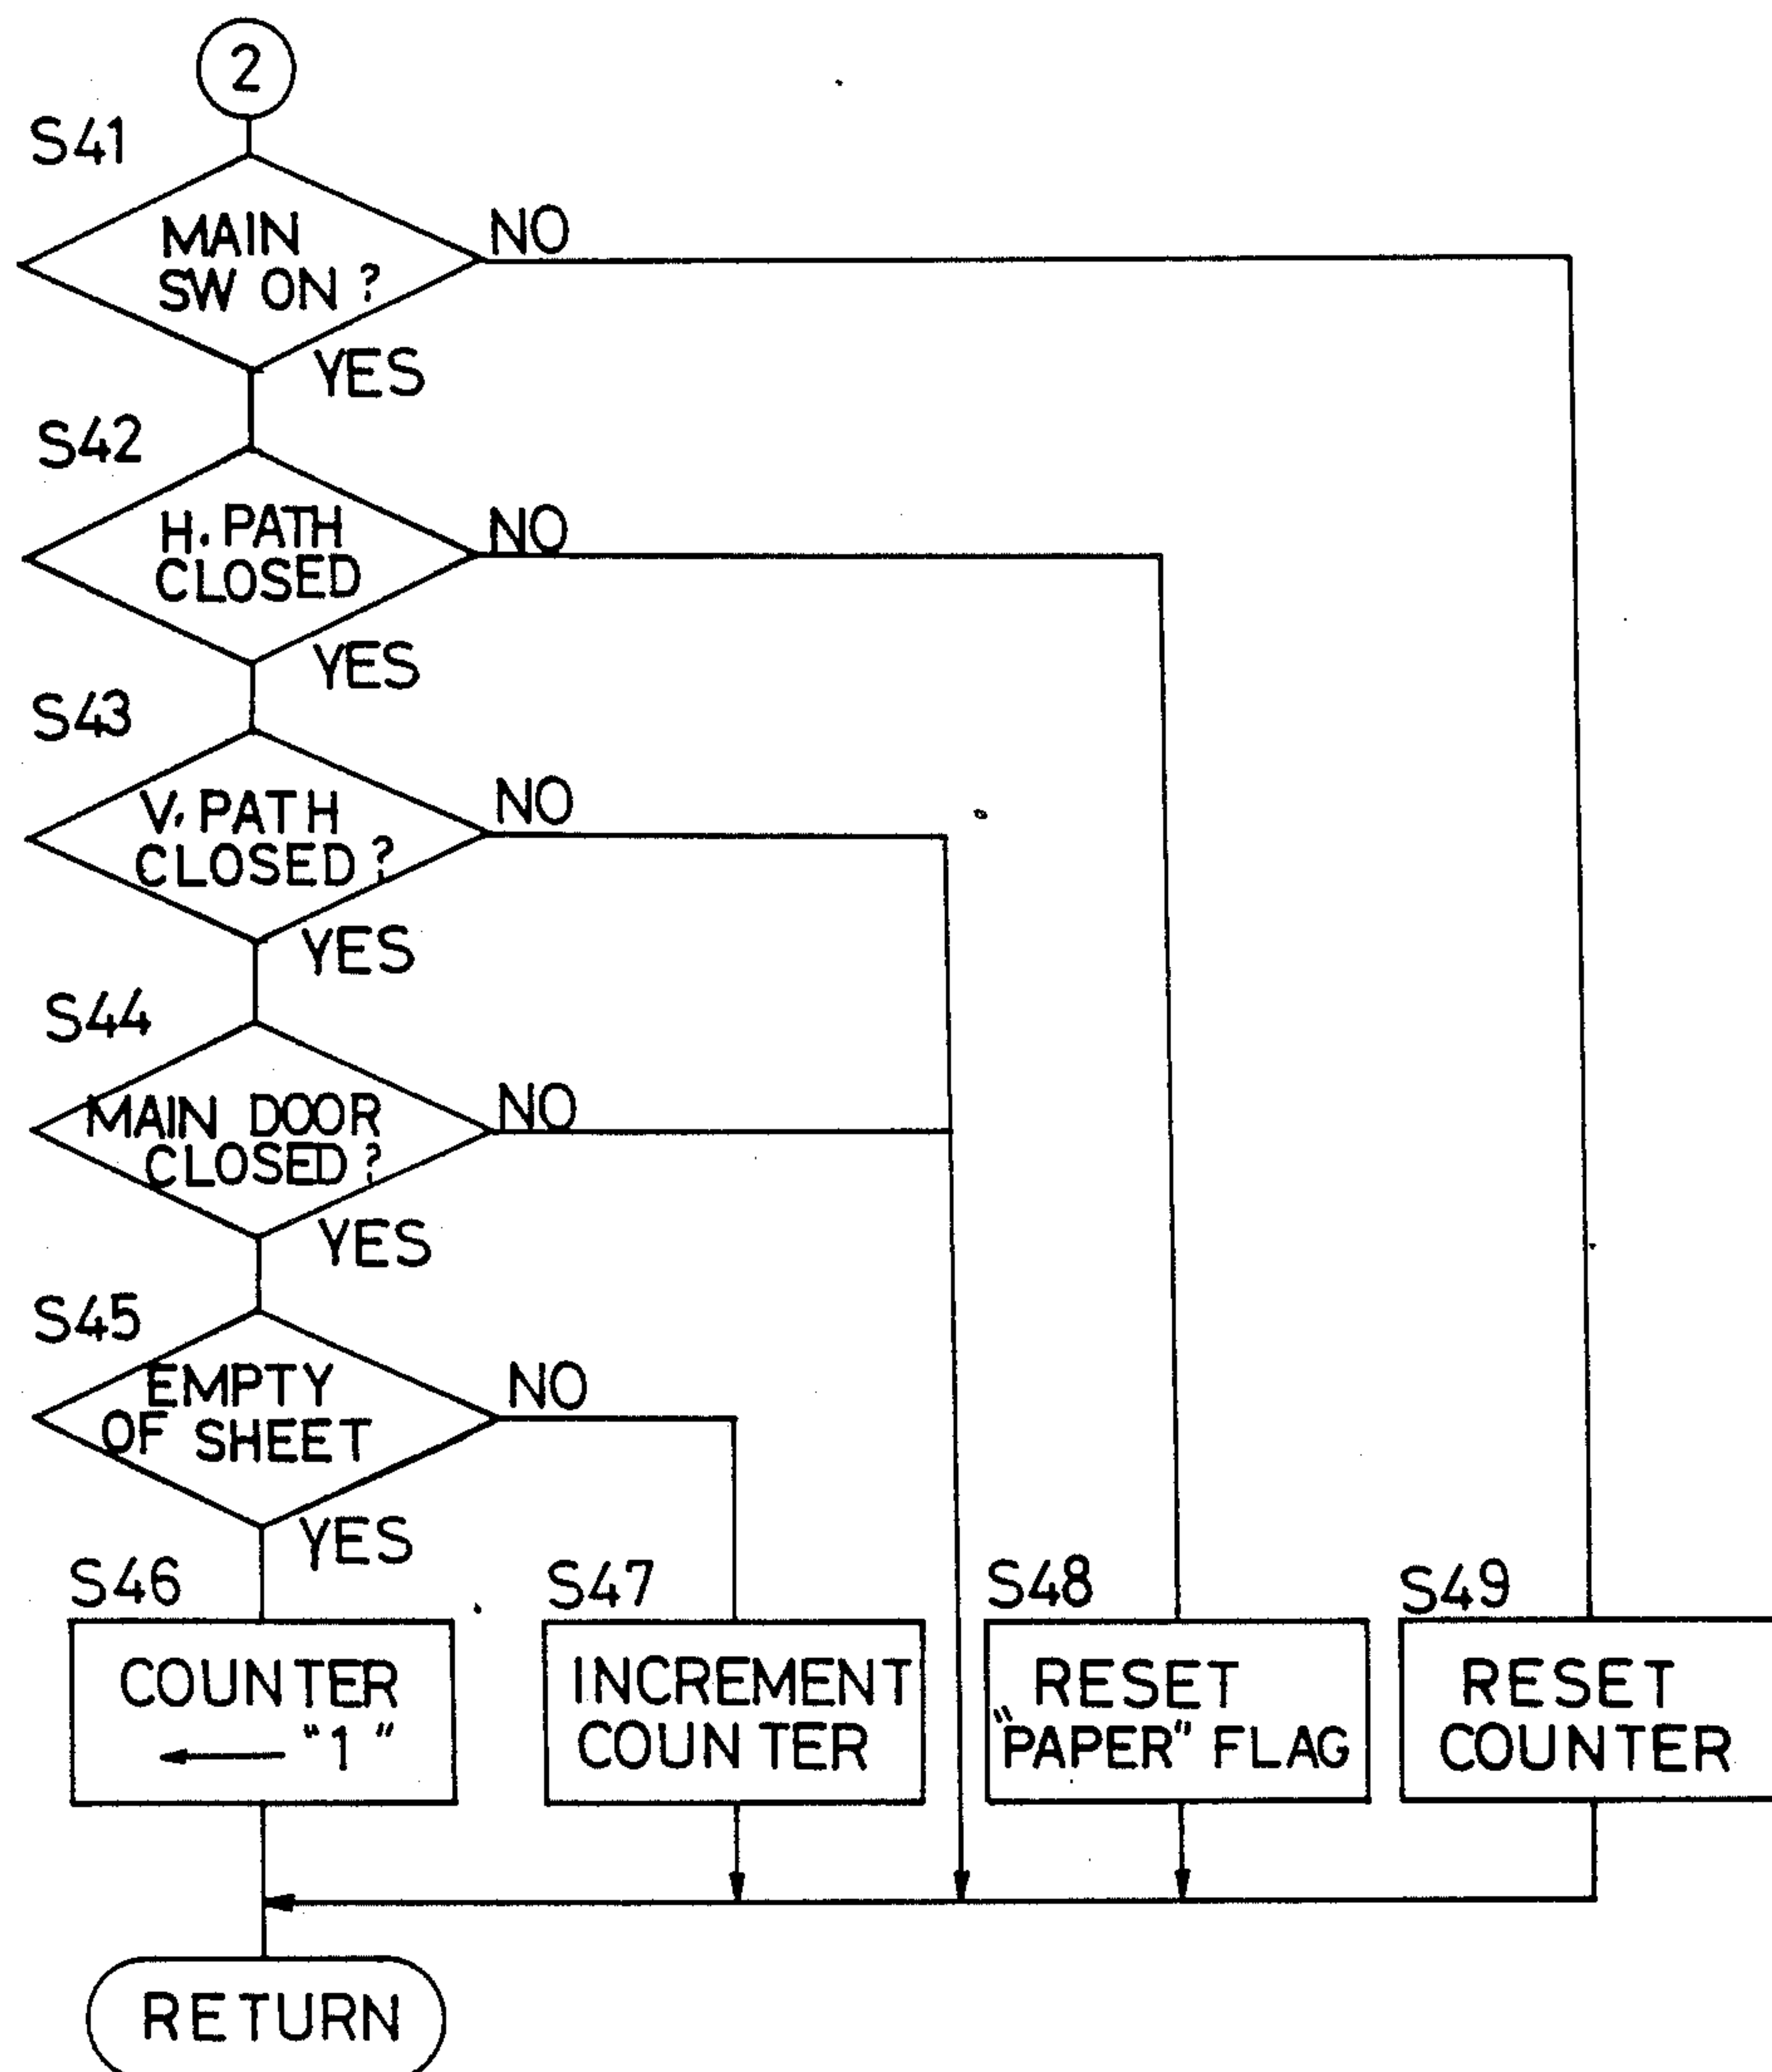 2
S41
MAIN
SW ON ?
NO
YES
S42
H. PATH
CLOSED
NO
YES
S43
V. PATH
CLOSED ?
NO
YES
S44
MAIN DOOR
CLOSED ?
NO
YES
S45
EMPTY
OF SHEET
NO
YES
S46
COUNTER
← "1"
S47
INCREMENT
COUNTER
S48
RESET
"PAPER" FLAG
S49
RESET
COUNTER
RETURN